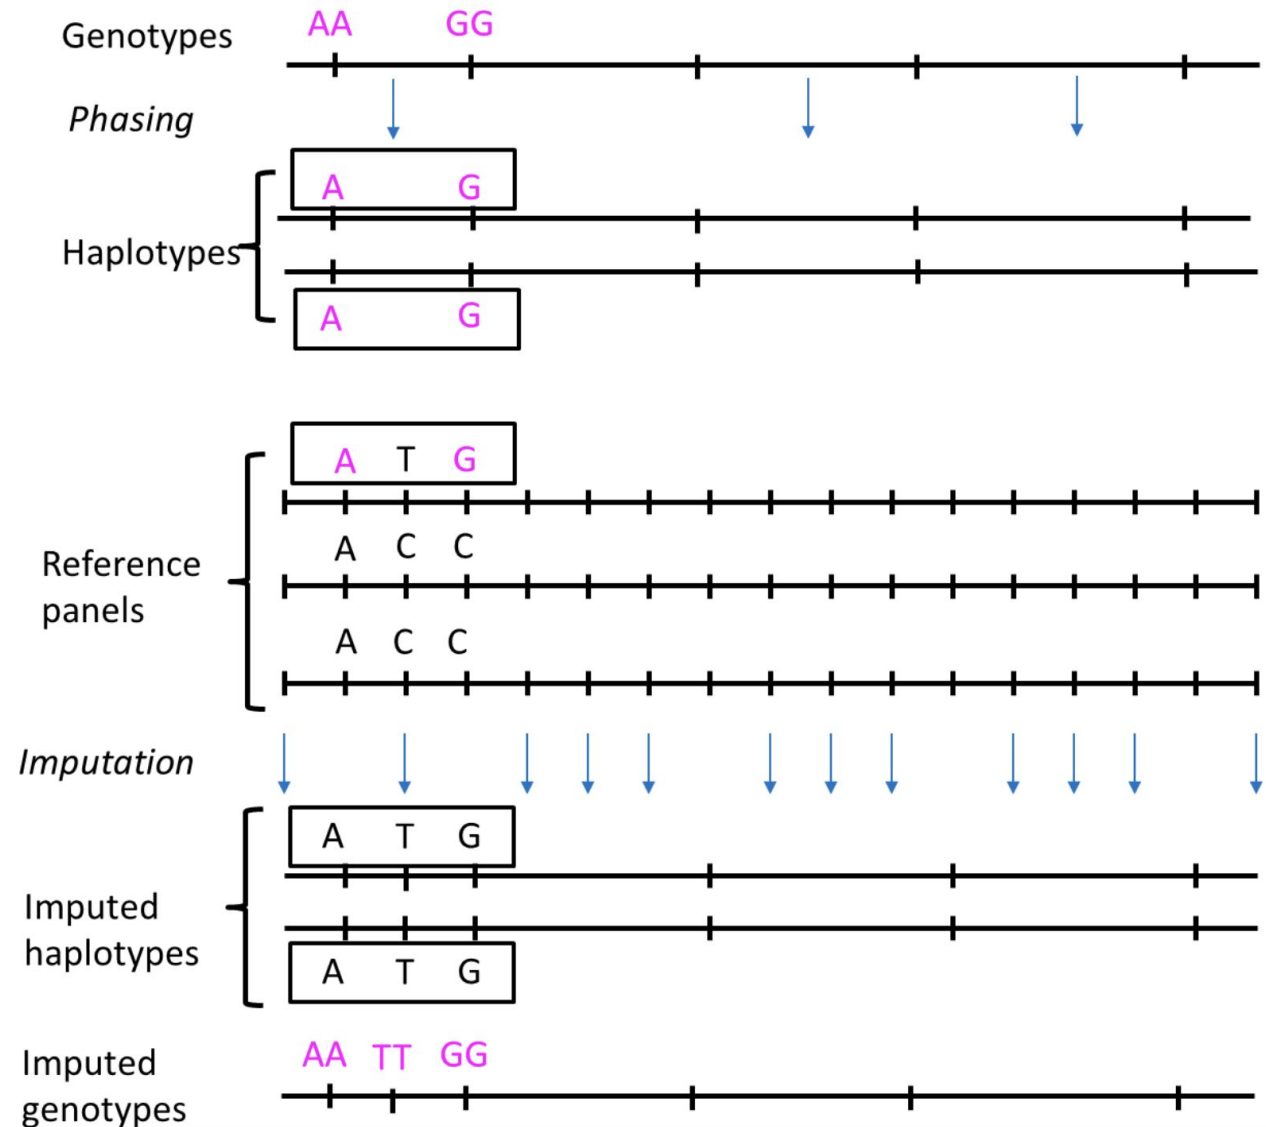 AA GG
Genotypes
Phasing
A G
Haplotypes
A G
A T G
A C C
Reference
panels
A C C
Imputation
A T G
Imputed
haplotypes
A T G
AA TT GG
Imputed
genotypes